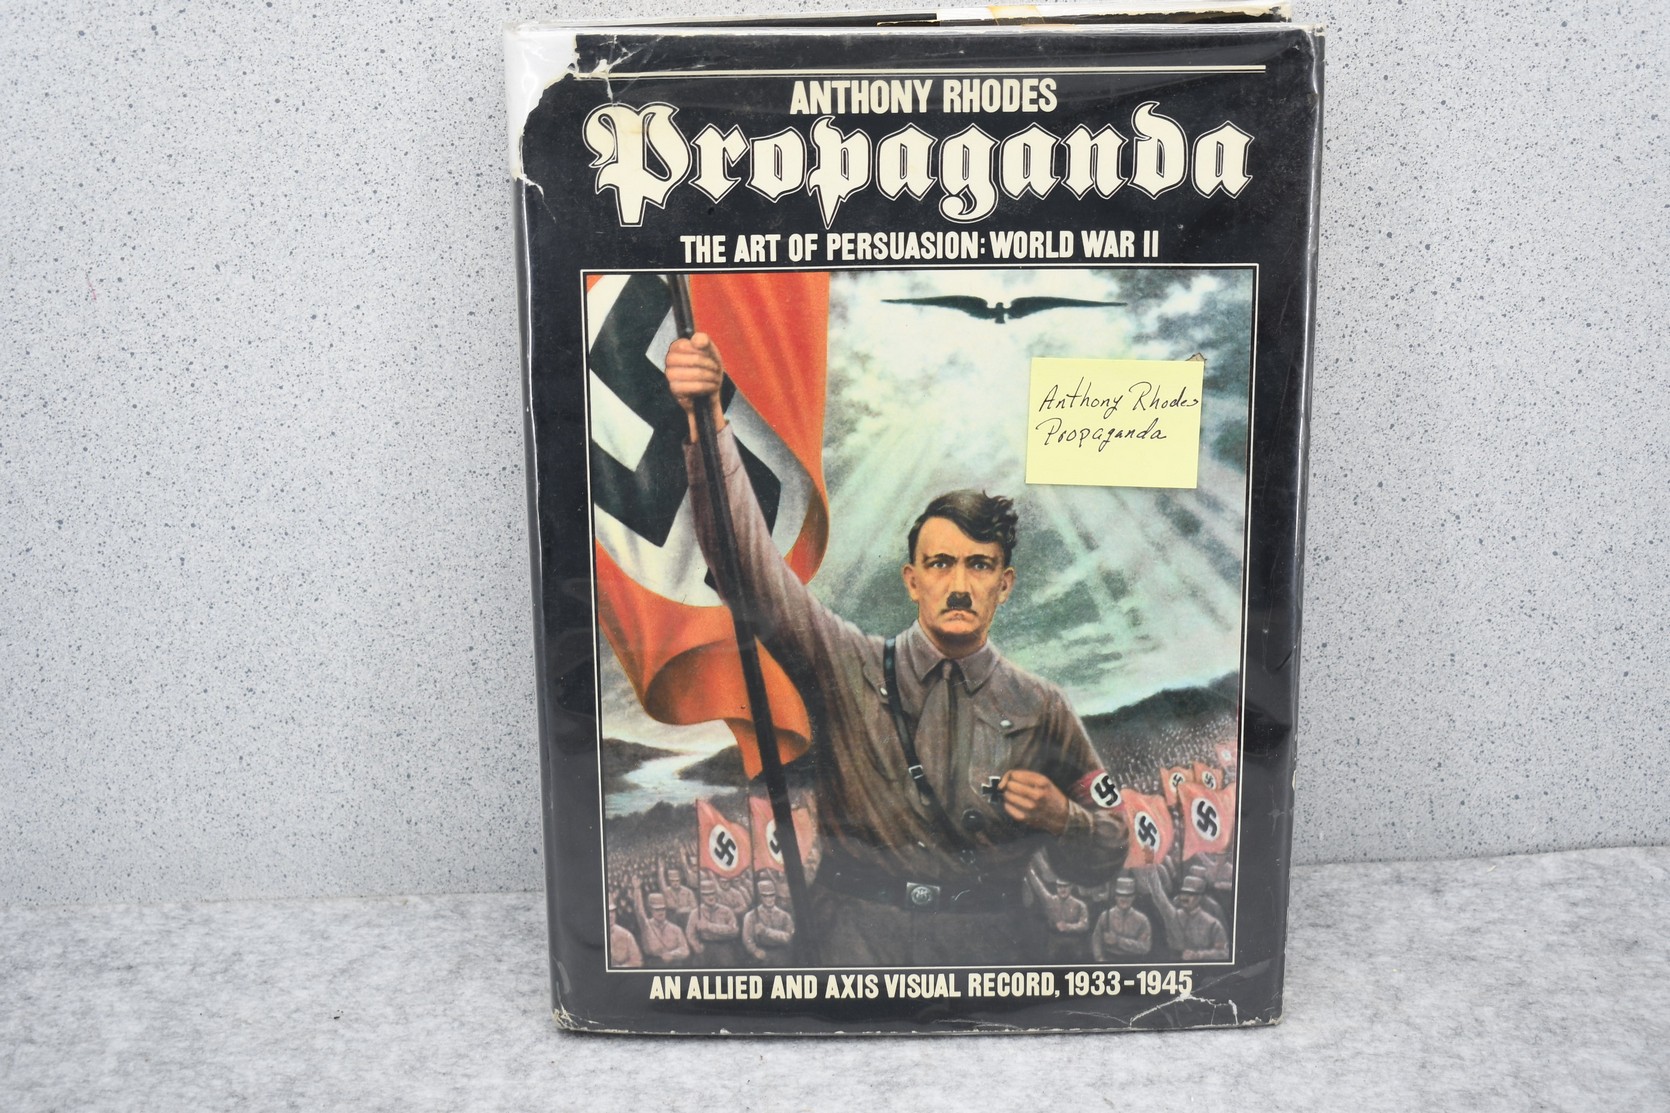 ANTHONY RHODES
Propaganda
THE ART OF PERSUASION: WORLD WAR II
Anthony Rhodes
Propaganda
AN ALLIED AND AXIS VISUAL RECORD, 1933-1945